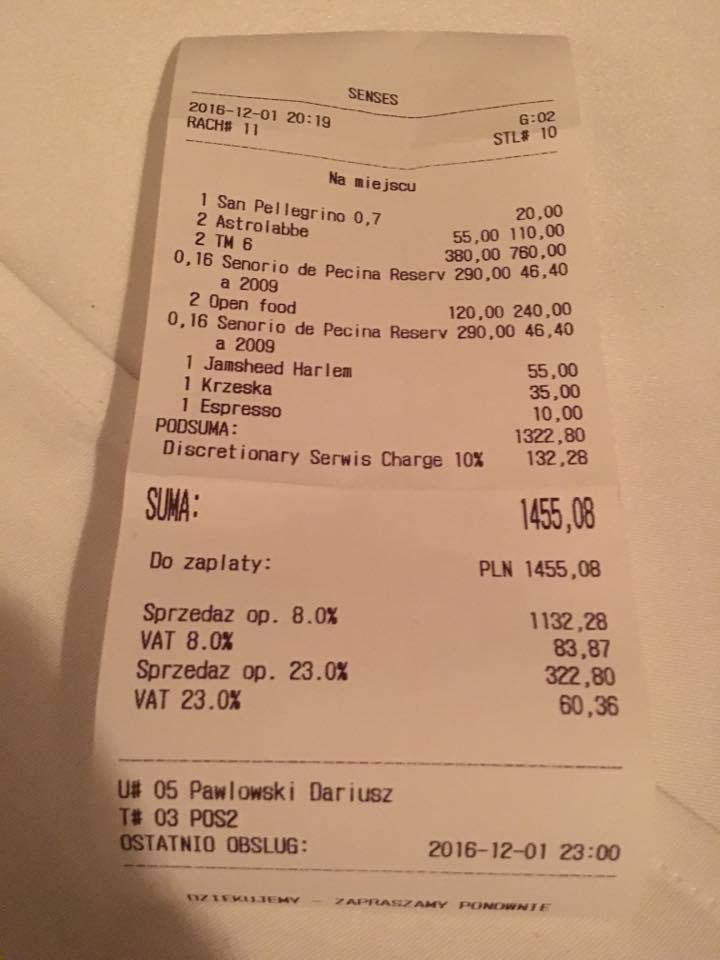 SENSES
2016-12-01 20:19 G:02
RACH# 11 STL# 10
Na miejscu
1 San Pellegrino 0,7 20,00
2 Astrolabbe 55,00 110,00
2 TM 6 380,00 760,00
0,16 Senorio de Pecina Reserv 290,00 46,40
a 2009
2 Open food 120,00 240,00
0,16 Senorio de Pecina Reserv 290,00 46,40
a 2009
1 Jamsheed Harlem 55,00
1 Krzeska 35,00
1 Espresso 10,00
PODSUMA: 1322,80
Discretionary Serwis Charge 10% 132,28
SUMA: 1455,08
Do zaplaty: PLN 1455,08
Sprzedaz op. 8.0% 1132,28
VAT 8.0% 83,87
Sprzedaz op. 23.0% 322,80
VAT 23.0% 60,36
U# 05 Pawlowski Dariusz
T# 03 POS2
OSTATNIO OBSLUG: 2016-12-01 23:00
DZIEKUJEMY - ZAPRASZAMY PONOWNIE